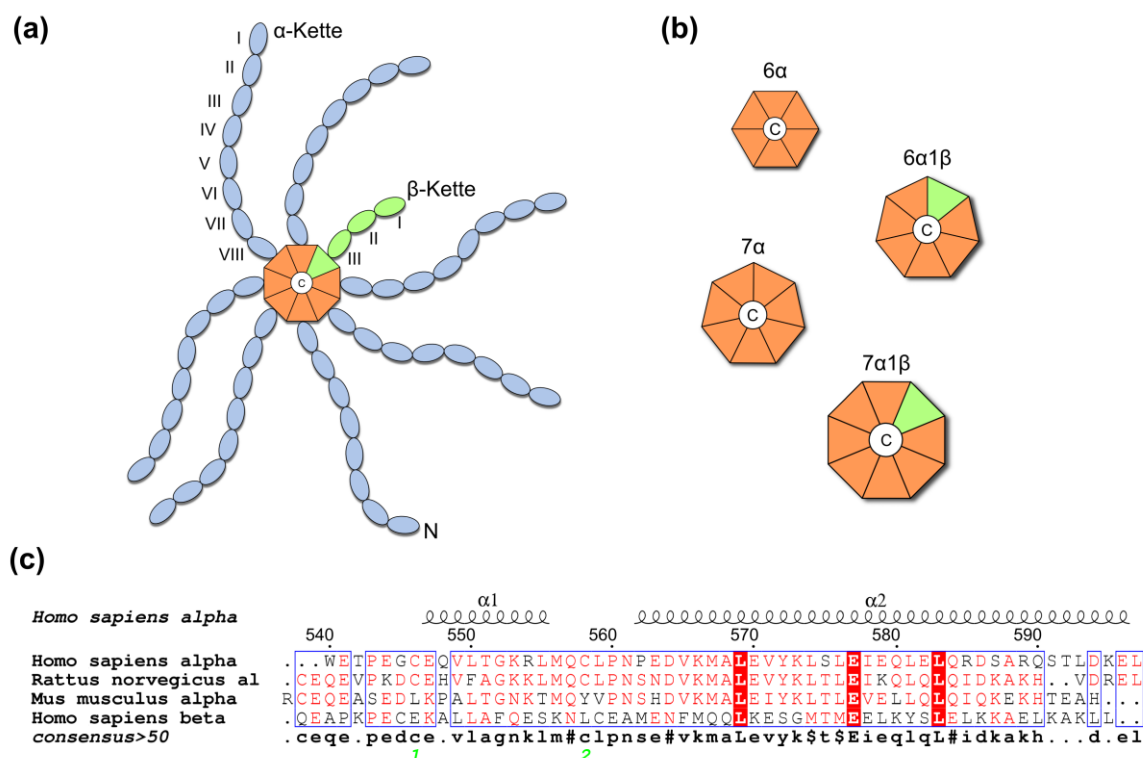 (a)
I
α-Kette
II
III
IV
V
VI
VII
VIII
β-Kette
I
II
III
C
N
(b)
6α
C
6α1β
C
7α
C
7α1β
C
(c)
Homo sapiens alpha
α1
α2
540 550 560 570 580 590
Homo sapiens alpha ...WETPEGCEQVLTGKRLMQCLPNPEDVKMALEVYKLSLEIEQLELQRDSARQSTLDKEL
Rattus norvegicus al .CEQEVPKDCEHVFAGKKLMQCLPNSNDVKMALEVYKLTLEIKQLELQIDKAKH...DREL
Mus musculus alpha RCEQEASEDLKPALTGNKTMQYVPNSHDVKMALEIYKLTLEVELLQLQIQKEKHTEAH...
Homo sapiens beta .QEAPKPECEKALLAFQESKNLCEAMENFMQQLKESGMTMEELKYSLELKKAELKAKLL..
consensus>50 .ceqe.pedce.vlagnklm#clpnse#vkmaLevyk$t$EieqlqL#idkakh...d.el
1 2